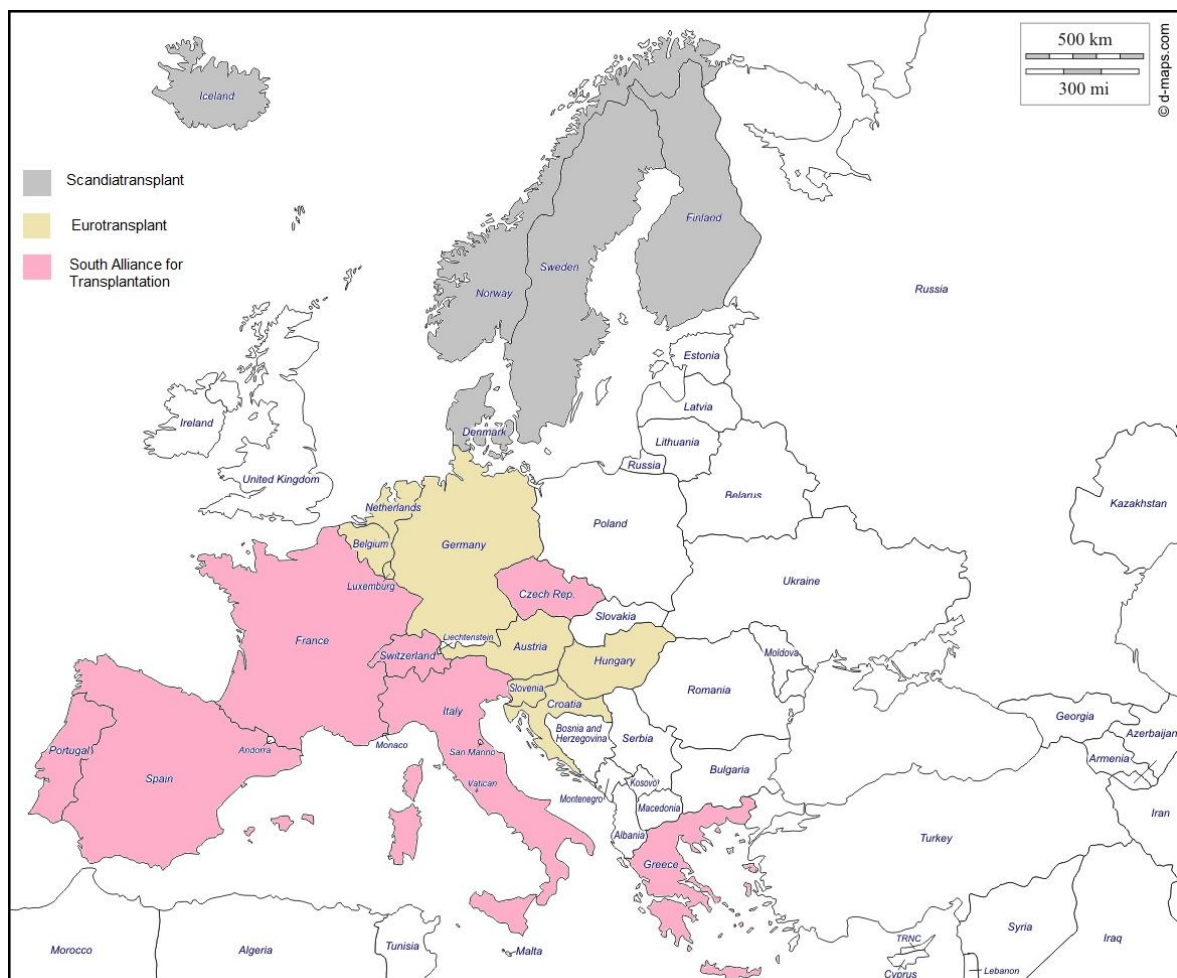 500 km
300 mi
© d-maps.com
Iceland
Scandiatransplant
Eurotransplant
South Alliance for
Transplantation
Finland
Sweden
Norway
Russia
Estonia
Latvia
Ireland
Denmark
Lithuania
Russia
United Kingdom
Belarus
Kazakhstan
Netherlands
Poland
Belgium
Germany
Ukraine
Luxemburg
Czech Rep.
Slovakia
Liechtenstein
France
Austria
Switzerland
Hungary
Moldova
Slovenia
Romania
Croatia
Italy
Georgia
Bosnia and
Herzegovina
Serbia
Azerbaijan
Portugal
Andorra
Monaco
San Marino
Armenia
Spain
Bulgaria
Vatican
Kosovo
Montenegro
Macedonia
Iran
Albania
Turkey
Greece
Syria
TRNC
Morocco
Algeria
Tunisia
Malta
Iraq
Cyprus
Lebanon